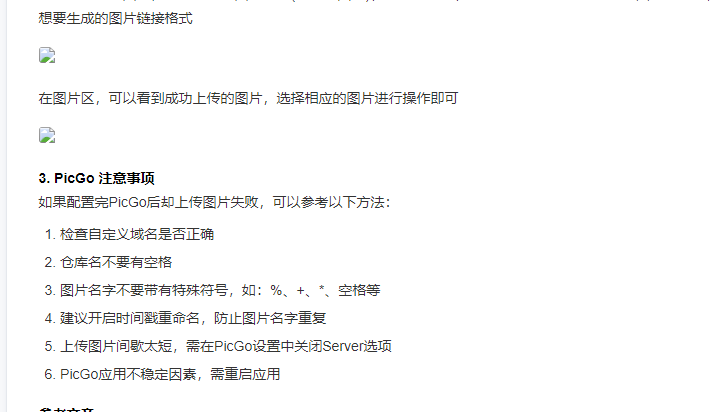 想要生成的图片链接格式
在图片区，可以看到成功上传的图片，选择相应的图片进行操作即可
3. PicGo 注意事项
如果配置完PicGo后却上传图片失败，可以参考以下方法：
1. 检查自定义域名是否正确
2. 仓库名不要有空格
3. 图片名字不要带有特殊符号，如：%、+、*、空格等
4. 建议开启时间戳重命名，防止图片名字重复
5. 上传图片间歇太短，需在PicGo设置中关闭Server选项
6. PicGo应用不稳定因素，需重启应用